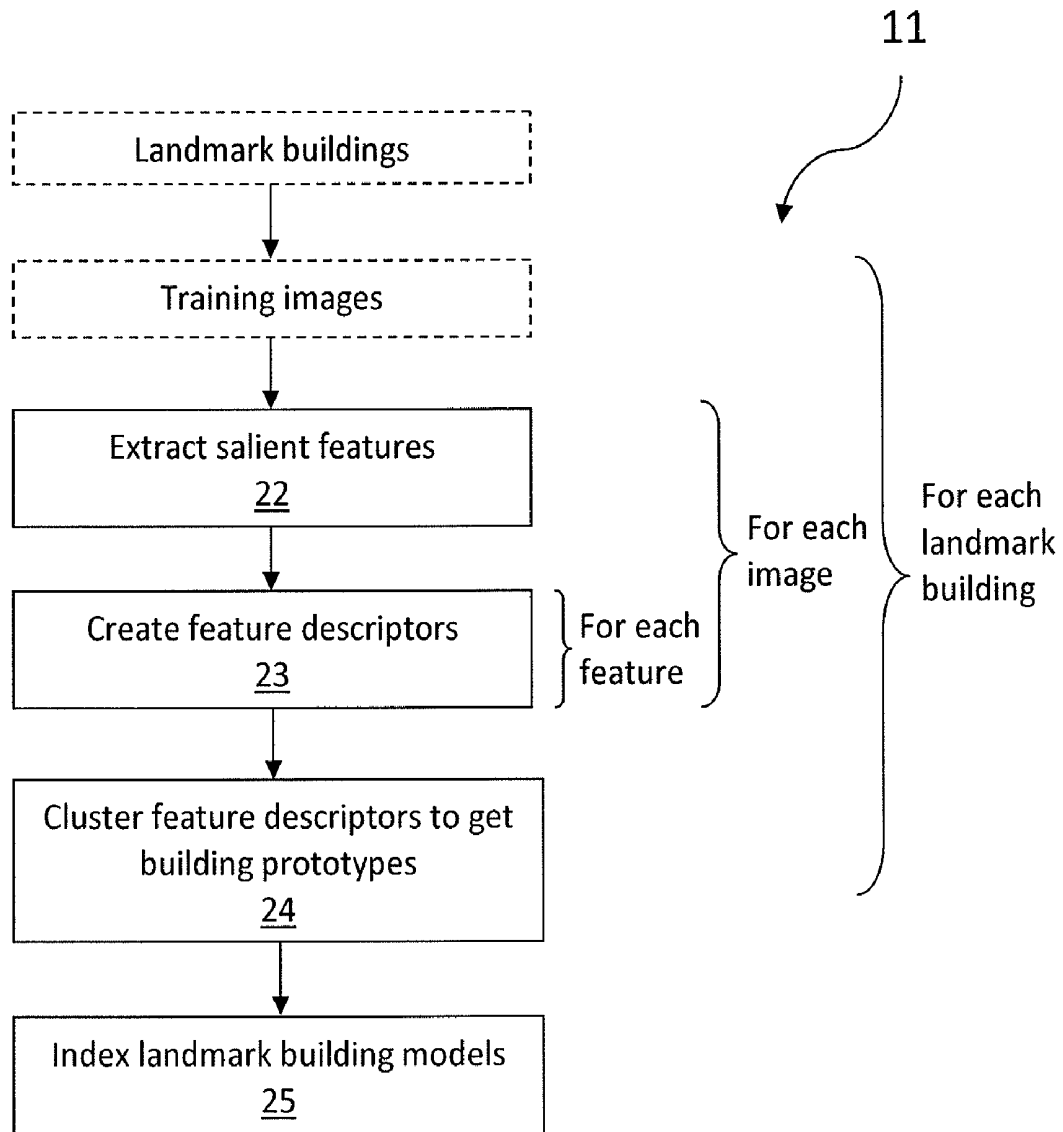 11
Landmark buildings
Training images
Extract salient features
22
Create feature descriptors
23
For each
feature
For each
image
For each
landmark
building
Cluster feature descriptors to get
building prototypes
24
Index landmark building models
25